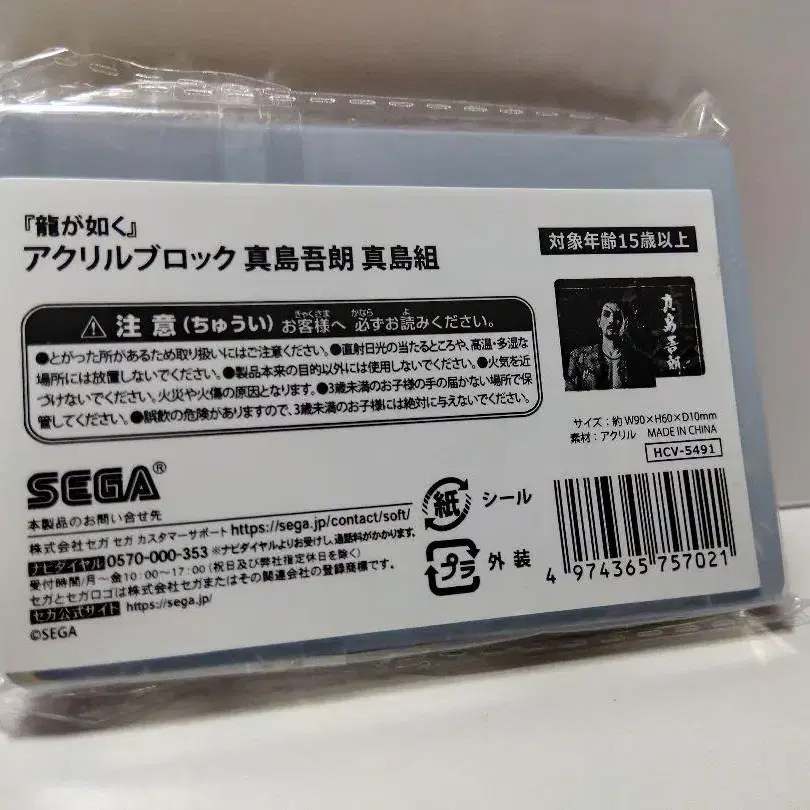 『龍が如く』
アクリルブロック 真島吾朗 真島組
対象年齢15歳以上
⚠ 注意(ちゅうい) お客様へ 必ずお読みください。
きゃくさま かなら よ
●とがった所があるため取り扱いにはご注意ください。●直射日光の当たるところや、高温・多湿な
場所には放置しないでください。●製品本来の目的以外には使用しないでください。●火気を近
づけないでください。火災や火傷の原因となります。●3歳未満のお子様の手の届かない場所で保
管してください。●誤飲の危険がありますので、3歳未満のお子様には絶対に与えないでください。
真島吾朗
サイズ:約 W90×H60×D10mm
素材:アクリル MADE IN CHINA
HCV-5491
SEGA®
本製品のお問い合せ先
株式会社セガ セガ カスタマーサポート https://sega.jp/contact/soft/
ナビダイヤル 0570-000-353 ※ナビダイヤルよりお受けし、通話料がかかります。
受付時間/月〜金10:00〜17:00(祝日及び弊社指定休日を除く)
セガとセガロゴは株式会社セガまたはその関連会社の登録商標です。
セガ公式サイト https://sega.jp/
©SEGA
紙 シール
プラ 外装
4 974365 757021